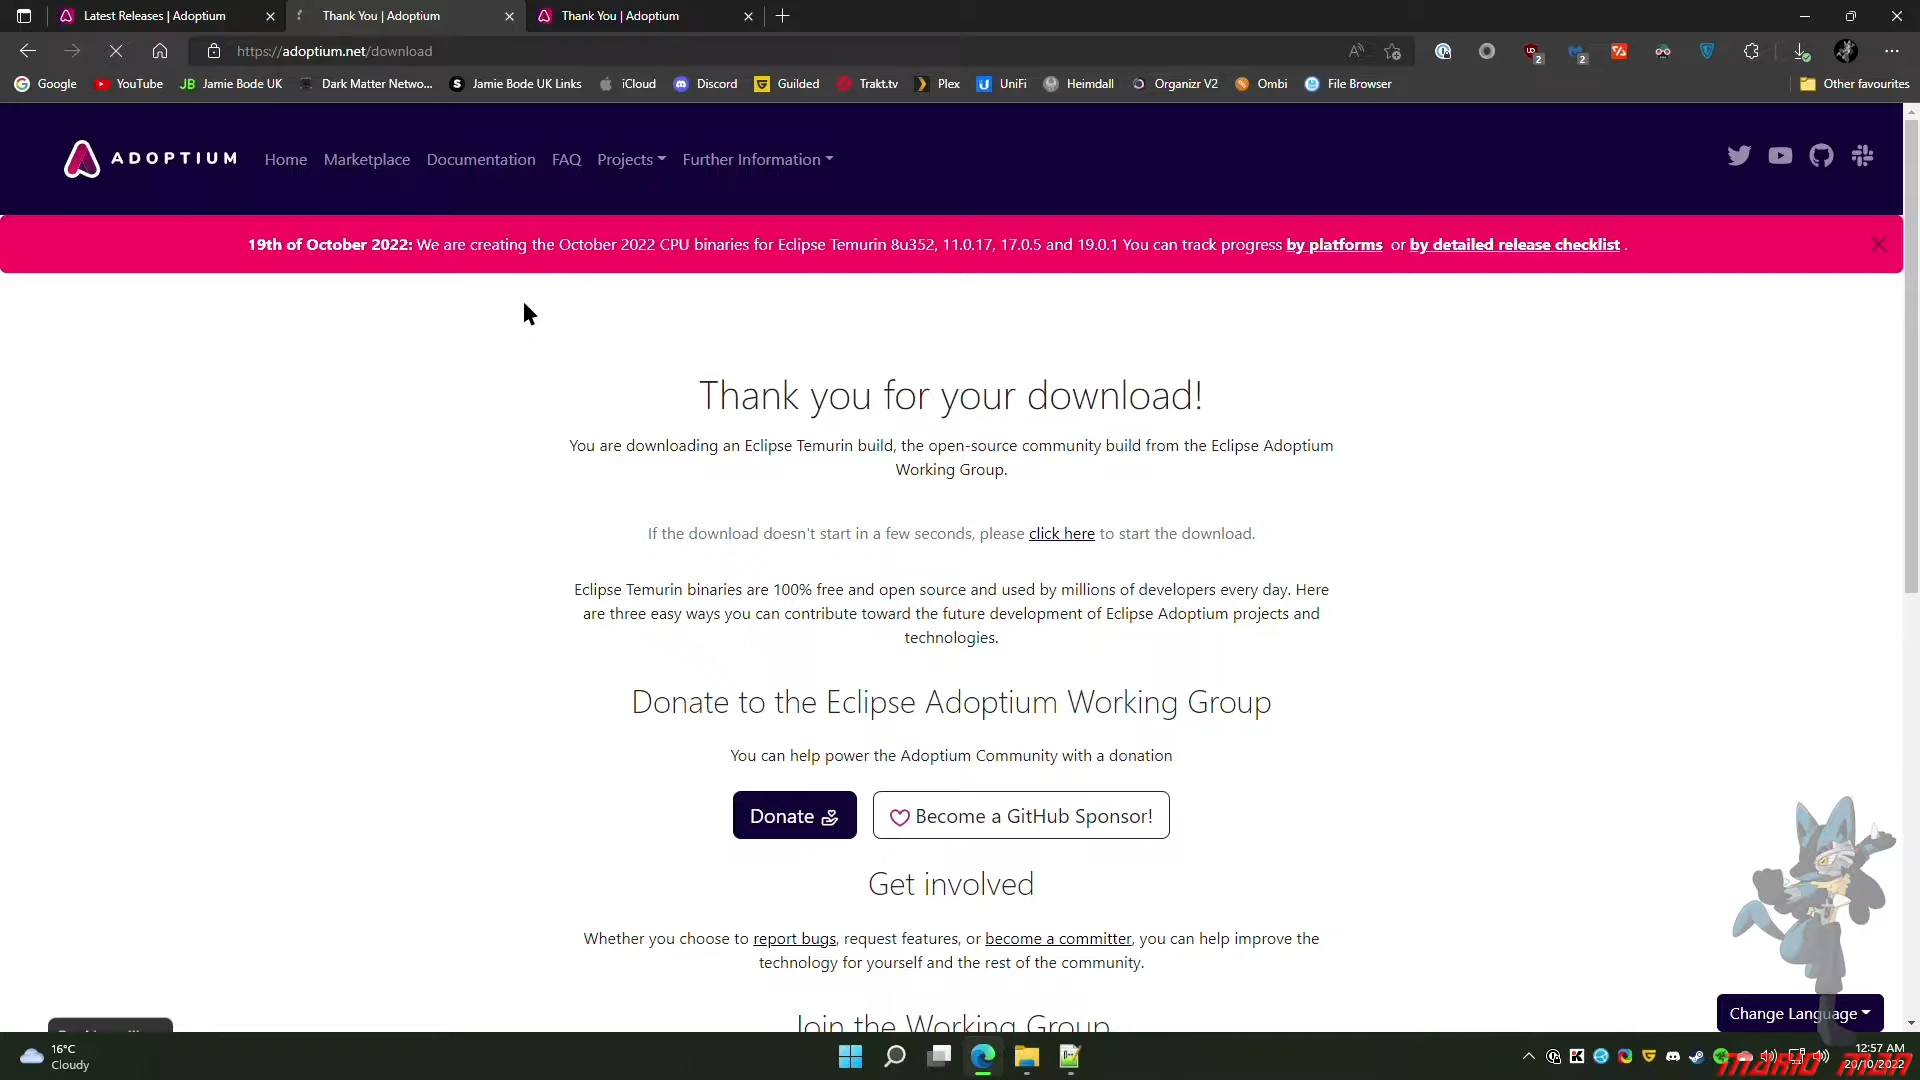 Latest Releases | Adoptium
Thank You | Adoptium
Thank You | Adoptium
https://adoptium.net/download
Google
YouTube
JB Jamie Bode UK
Dark Matter Netwo...
Jamie Bode UK Links
iCloud
Discord
Guilded
Trakt.tv
Plex
UniFi
Heimdall
Organizr V2
Ombi
File Browser
Other favourites
ADOPTIUM
Home
Marketplace
Documentation
FAQ
Projects
Further Information
19th of October 2022: We are creating the October 2022 CPU binaries for Eclipse Temurin 8u352, 11.0.17, 17.0.5 and 19.0.1 You can track progress by platforms or by detailed release checklist .
Thank you for your download!
You are downloading an Eclipse Temurin build, the open-source community build from the Eclipse Adoptium
Working Group.
If the download doesn't start in a few seconds, please click here to start the download.
Eclipse Temurin binaries are 100% free and open source and used by millions of developers every day. Here
are three easy ways you can contribute toward the future development of Eclipse Adoptium projects and
technologies.
Donate to the Eclipse Adoptium Working Group
You can help power the Adoptium Community with a donation
Donate
Become a GitHub Sponsor!
Get involved
Whether you choose to report bugs, request features, or become a committer, you can help improve the
technology for yourself and the rest of the community.
Join the Working Group
Change Language
16°C
Cloudy
12:57 AM
20/10/2022
MARIO MAN